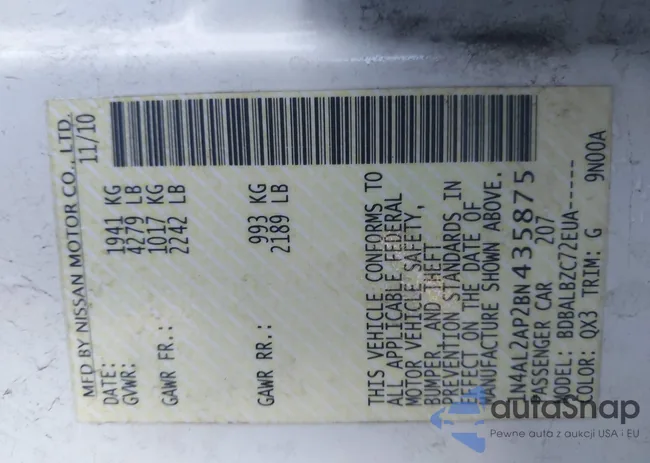 MFD BY NISSAN MOTOR CO., LTD.
DATE: 11/10
GVWR: 1941 KG
4279 LB
GAWR FR.: 1017 KG
2242 LB
GAWR RR.: 993 KG
2189 LB
THIS VEHICLE CONFORMS TO
ALL APPLICABLE FEDERAL
MOTOR VEHICLE SAFETY,
BUMPER, AND THEFT
PREVENTION STANDARDS IN
EFFECT ON THE DATE OF
MANUFACTURE SHOWN ABOVE.
1N4AL2AP2BN435875
PASSENGER CAR 207
MODEL: BDBALBZC72EUA-----
COLOR: QX3 TRIM: G 9N00A
autaSnap
Pewne auta z aukcji USA i EU